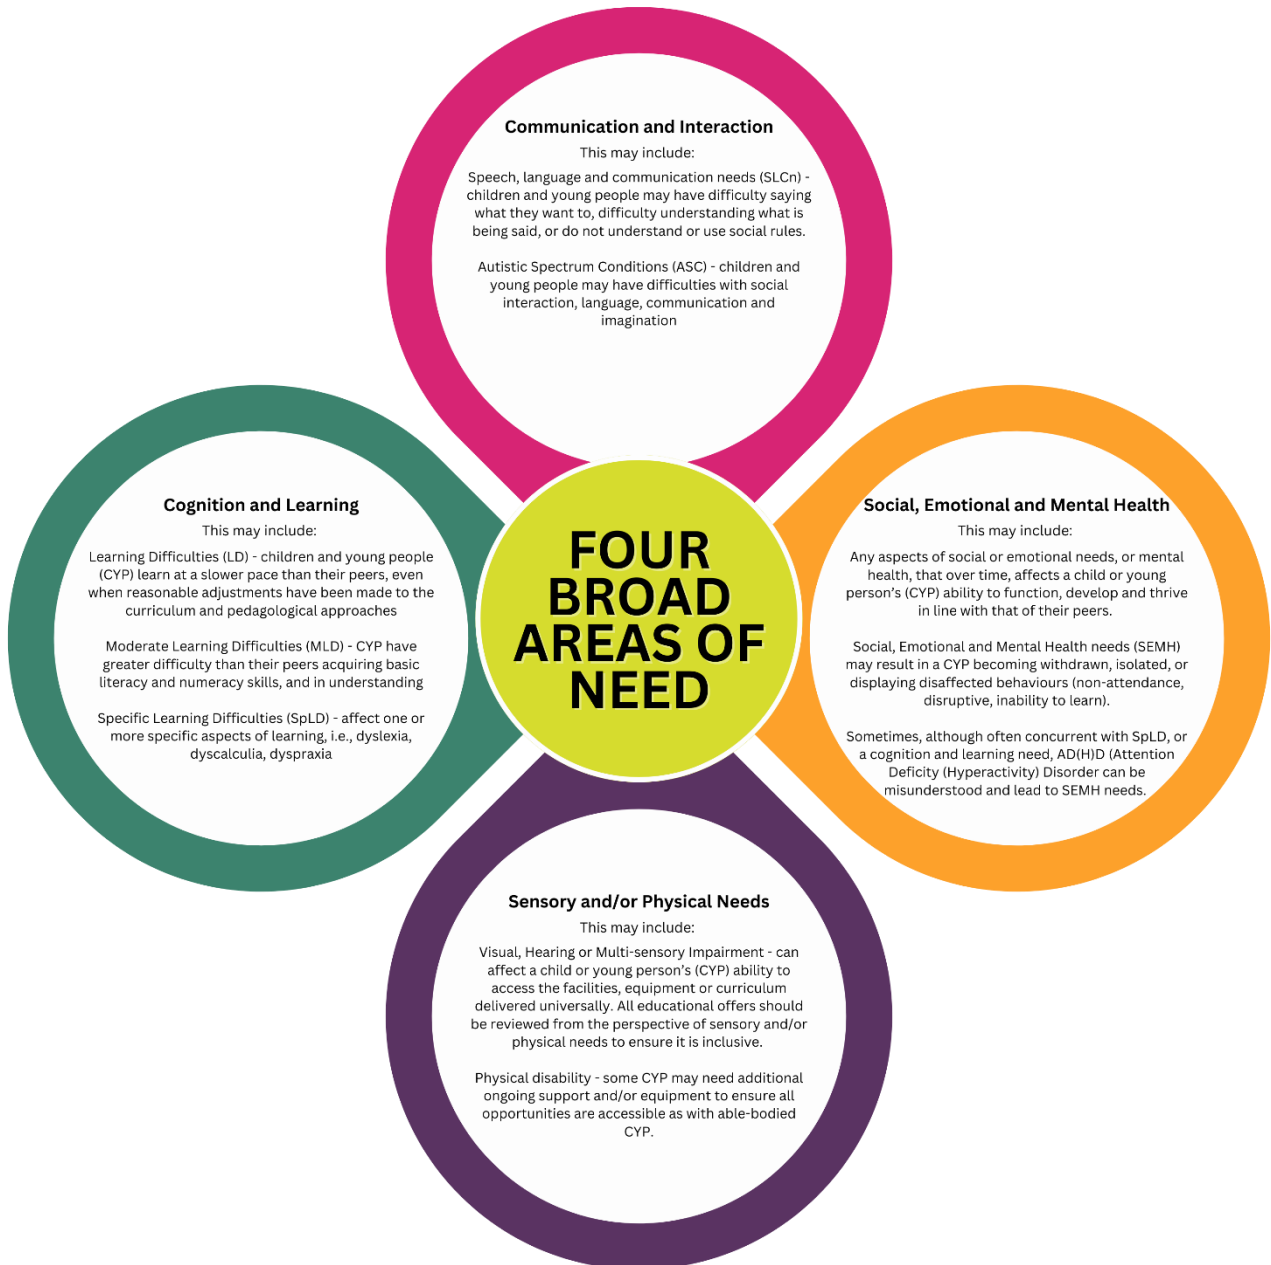 Communication and Interaction
This may include:
Speech, language and communication needs (SLCn) -
children and young people may have difficulty saying
what they want to, difficulty understanding what is
being said, or do not understand or use social rules.
Autistic Spectrum Conditions (ASC) - children and
young people may have difficulties with social
interaction, language, communication and
imagination
Cognition and Learning
This may include:
Learning Difficulties (LD) - children and young people
(CYP) learn at a slower pace than their peers, even
when reasonable adjustments have been made to the
curriculum and pedagological approaches
Moderate Learning Difficulties (MLD) - CYP have
greater difficulty than their peers acquiring basic
literacy and numeracy skills, and in understanding
Specific Learning Difficulties (SpLD) - affect one or
more specific aspects of learning, i.e., dyslexia,
dyscalculia, dyspraxia
FOUR
BROAD
AREAS OF
NEED
Social, Emotional and Mental Health
This may include:
Any aspects of social or emotional needs, or mental
health, that over time, affects a child or young
person's (CYP) ability to function, develop and thrive
in line with that of their peers.
Social, Emotional and Mental Health needs (SEMH)
may result in a CYP becoming withdrawn, isolated, or
displaying disaffected behaviours (non-attendance,
disruptive, inability to learn).
Sometimes, although often concurrent with SpLD, or
a cognition and learning need, AD(H)D (Attention
Deficity (Hyperactivity) Disorder can be
misunderstood and lead to SEMH needs.
Sensory and/or Physical Needs
This may include:
Visual, Hearing or Multi-sensory Impairment - can
affect a child or young person's (CYP) ability to
access the facilities, equipment or curriculum
delivered universally. All educational offers should
be reviewed from the perspective of sensory and/or
physical needs to ensure it is inclusive.
Physical disability - some CYP may need additional
ongoing support and/or equipment to ensure all
opportunities are accessible as with able-bodied
CYP.